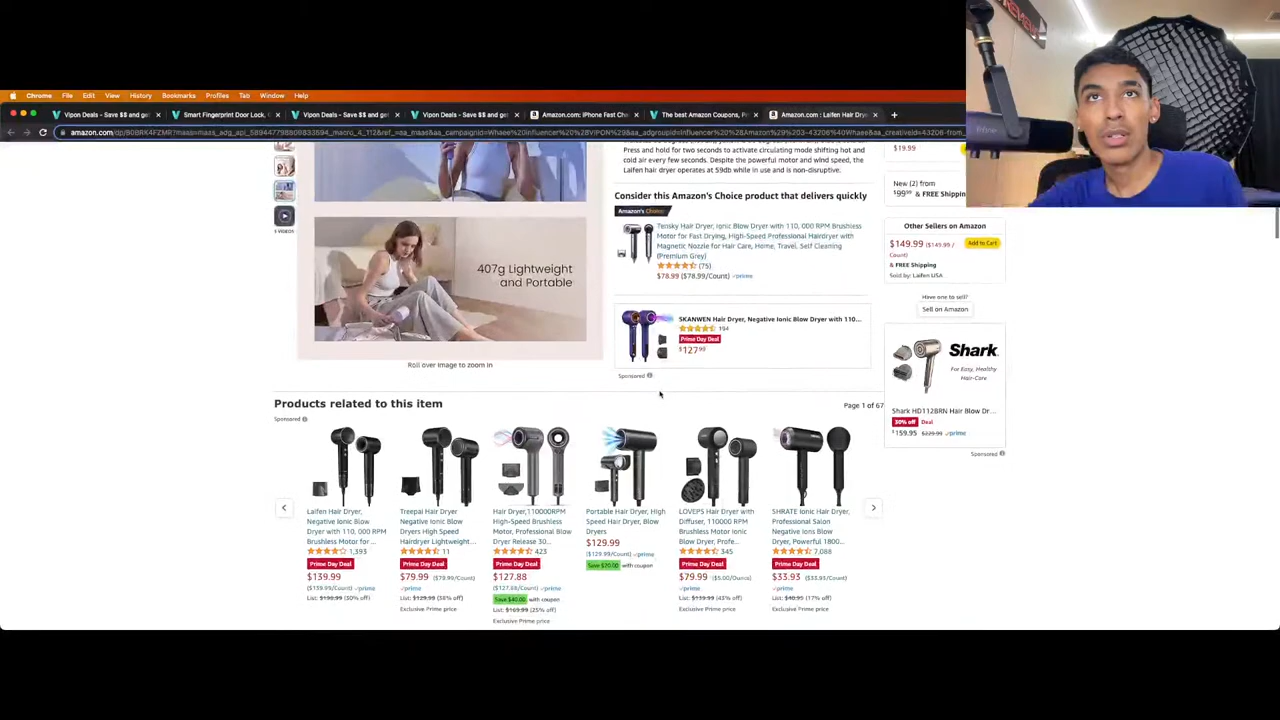 Chrome File Edit View History Bookmarks Profiles Tab Window Help
Vipon Deals - Save $$ and get
Smart Fingerprint Door Lock,
Vipon Deals - Save $$ and get
Vipon Deals - Save $$ and get
Amazon.com: iPhone Fast Cha
The best Amazon Coupons, P
Amazon.com : Laifen Hair Drye
Press and hold for two seconds to activate circulating mode shifting hot and
cold air every few seconds. Despite the powerful motor and wind speed, the
Laifen hair dryer operates at 59db while in use and is non-disruptive.
Consider this Amazon's Choice product that delivers quickly
Amazon's Choice
Tensky Hair Dryer, Ionic Blow Dryer with 110, 000 RPM Brushless
Motor for Fast Drying, High-Speed Professional Hairdryer with
Magnetic Nozzle for Hair Care, Home, Travel, Self Cleaning
(Premium Grey)
(75)
$78.99 ($78.99/Count) prime
SKANWEN Hair Dryer, Negative Ionic Blow Dryer with 110...
194
Prime Day Deal
$127.99
Sponsored
5 VIDEOS
407g Lightweight
and Portable
Roll over image to zoom in
$19.99
New (2) from
$99.99 & FREE Shipping
Other Sellers on Amazon
$149.99 ($149.99 /
Count)
Add to Cart
& FREE Shipping
Sold by: Laifen USA
Have one to sell?
Sell on Amazon
Shark
For Easy, Healthy
Hair-Care
Shark HD112BRN Hair Blow Dr...
30% off Deal
$159.95 $229.99 prime
Sponsored
Products related to this item
Page 1 of 67
Sponsored
Laifen Hair Dryer,
Negative Ionic Blow
Dryer with 110, 000 RPM
Brushless Motor for ...
1,393
Prime Day Deal
$139.99
($139.99/Count) prime
List: $198.99 (30% off)
Treepal Hair Dryer
Negative Ionic Blow
Dryers High Speed
Hairdryer Lightweight...
11
Prime Day Deal
$79.99 ($79.99/Count)
prime
List: $129.99 (38% off)
Exclusive Prime price
Hair Dryer,110000RPM
High-Speed Brushless
Motor, Professional Blow
Dryer Release 30...
423
Prime Day Deal
$127.88
($127.88/Count) prime
Save $40.00 with coupon
List: $169.99 (25% off)
Exclusive Prime price
Portable Hair Dryer, High
Speed Hair Dryer, Blow
Dryers
$129.99
($129.99/Count) prime
Save $70.00 with coupon
LOVEPS Hair Dryer with
Diffuser, 110000 RPM
Brushless Motor Ionic
Blow Dryer, Profe...
345
Prime Day Deal
$79.99 ($5.00/Ounce)
prime
List: $139.99 (43% off)
Exclusive Prime price
SHRATE Ionic Hair Dryer,
Professional Salon
Negative Ions Blow
Dryer, Powerful 1800...
7,088
Prime Day Deal
$33.93 ($33.93/Count)
prime
List: $40.99 (17% off)
Exclusive Prime price